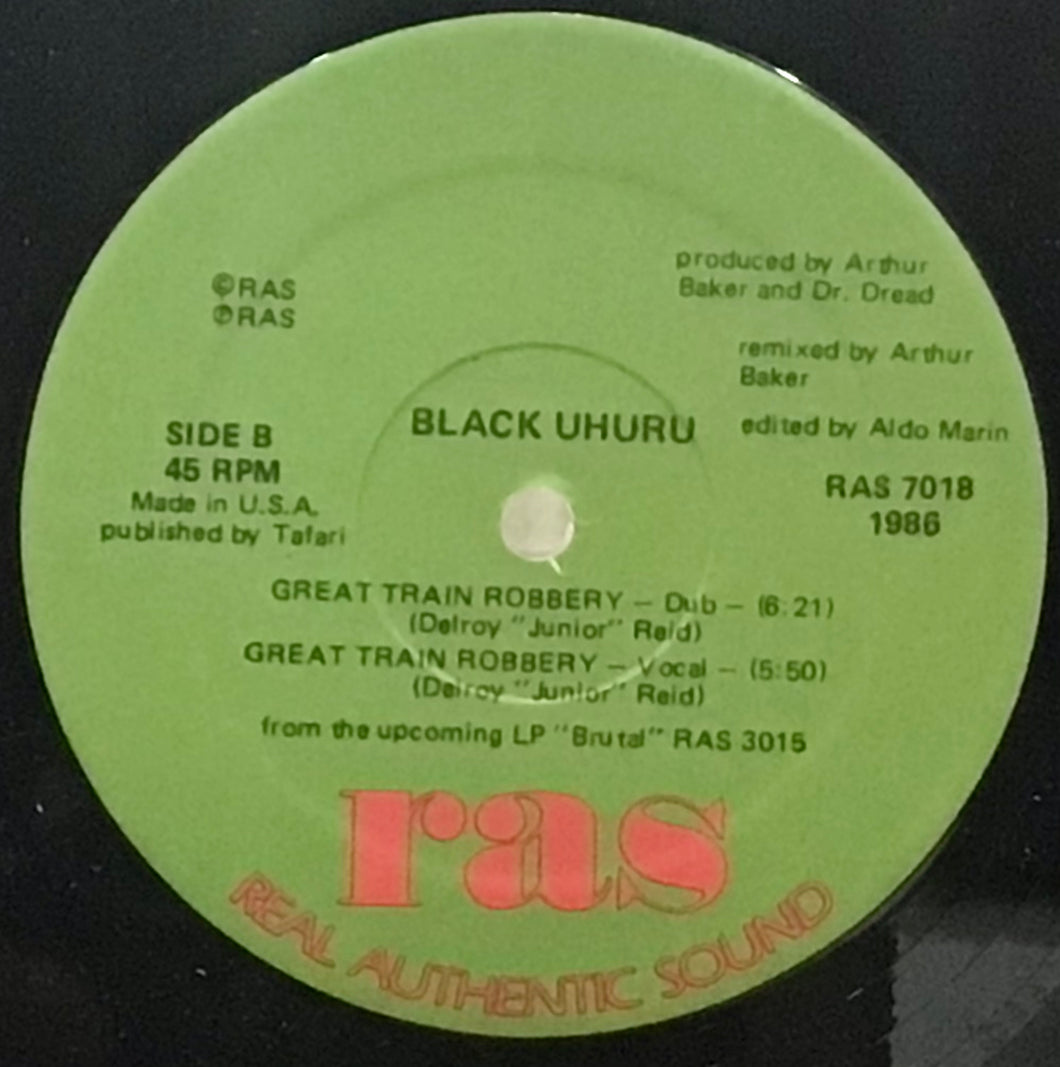 ©RAS
℗RAS
produced by Arthur
Baker and Dr. Dread
remixed by Arthur
Baker
edited by Aldo Marin
BLACK UHURU
SIDE B
45 RPM
Made in U.S.A.
published by Tafari
RAS 7018
1986
GREAT TRAIN ROBBERY — Dub — (6:21)
(Delroy "Junior" Reid)
GREAT TRAIN ROBBERY — Vocal — (5:50)
(Delroy "Junior" Reid)
from the upcoming LP "Brutal" RAS 3015
ras
REAL AUTHENTIC SOUND